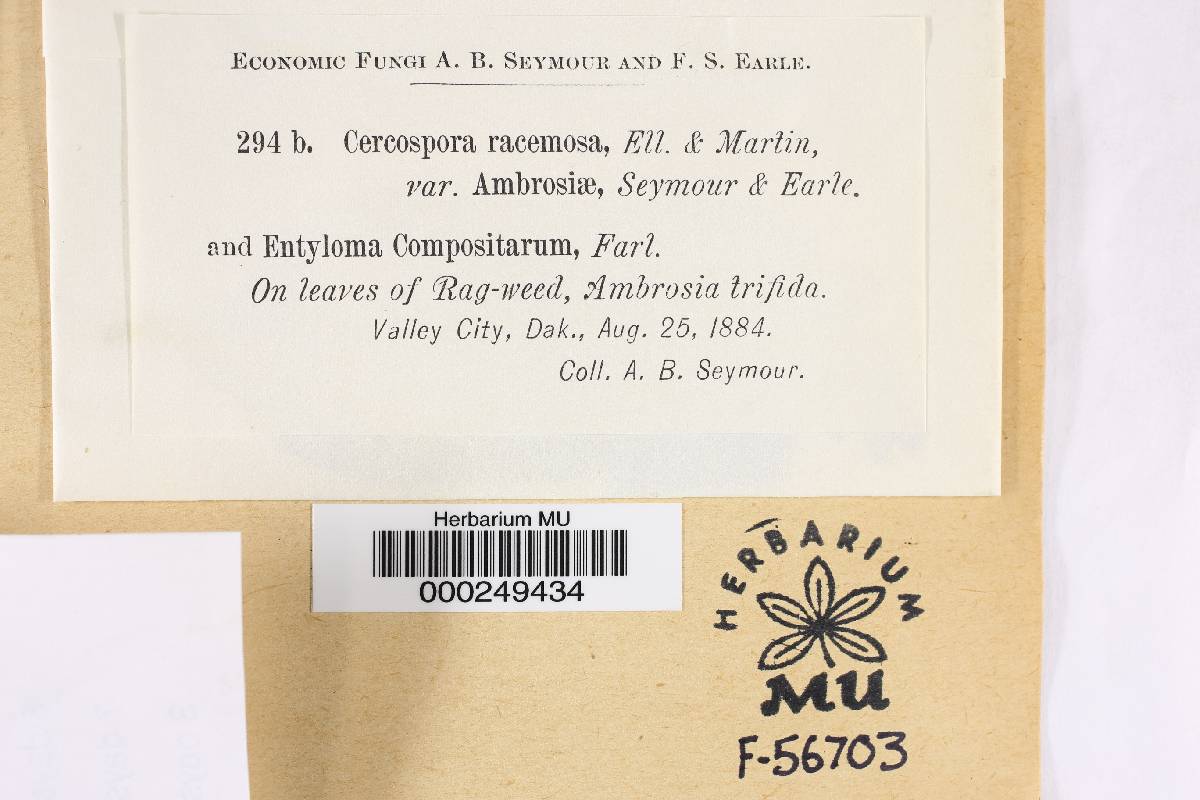 Economic Fungi A. B. Seymour and F. S. Earle.
294 b. Cercospora racemosa, Ell. & Martin,
var. Ambrosiæ, Seymour & Earle.
and Entyloma Compositarum, Farl.
On leaves of Rag-weed, Ambrosia trifida.
Valley City, Dak., Aug. 25, 1884.
Coll. A. B. Seymour.
Herbarium MU
000249434
HERBARIUM
MU
F-56703